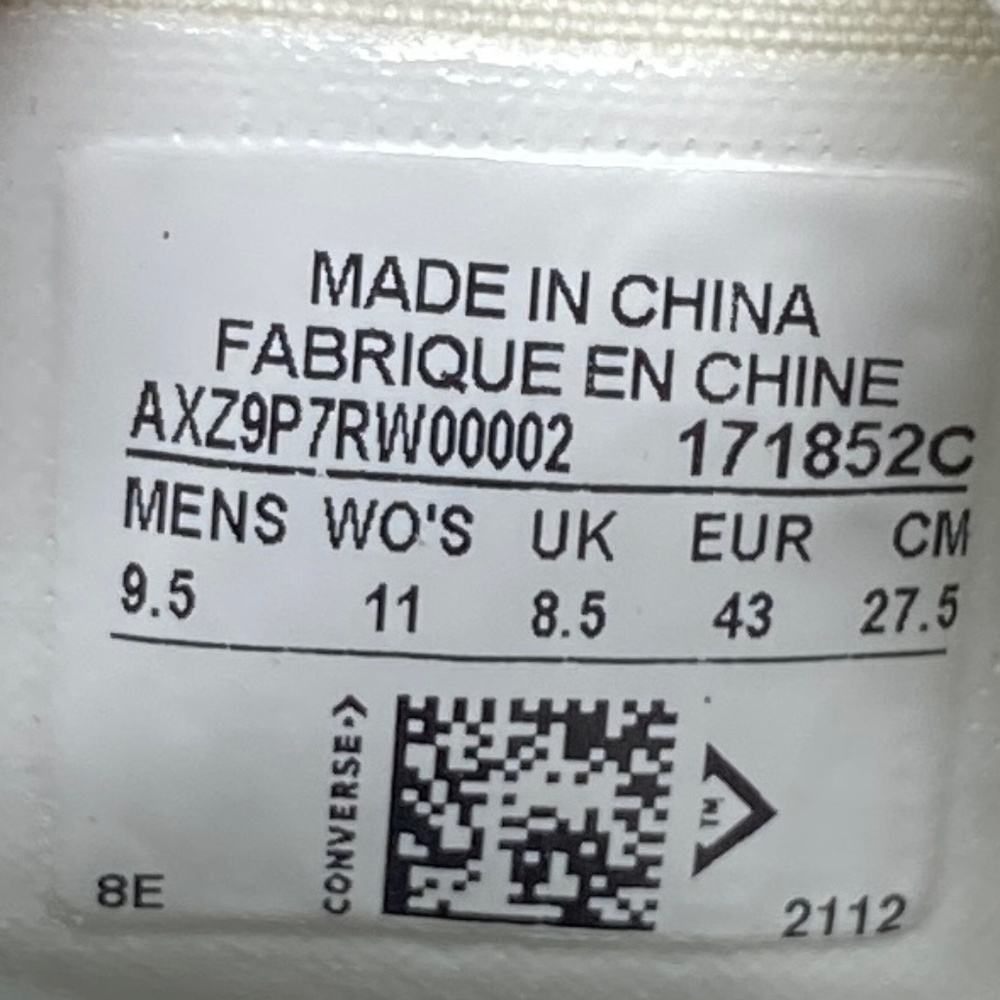 MADE IN CHINA
FABRIQUE EN CHINE
AXZ9P7RW00002 171852C
MENS WO'S UK EUR CM
9.5 11 8.5 43 27.5
CONVERSE
TM
8E 2112